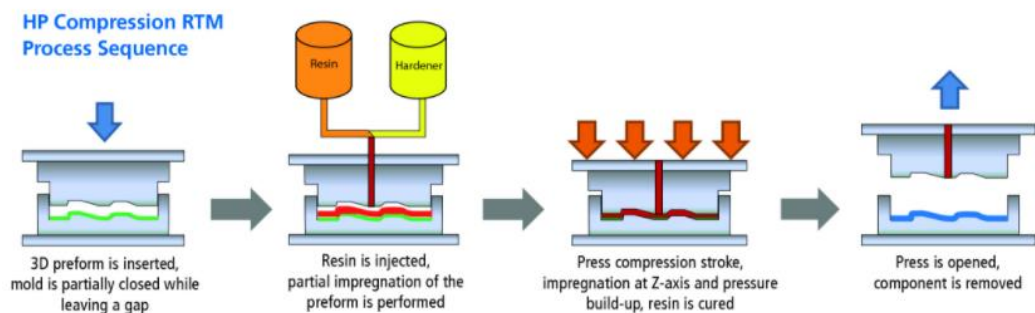 HP Compression RTM
Process Sequence
Resin
Hardener
3D preform is inserted,
mold is partially closed while
leaving a gap
Resin is injected,
partial impregnation of the
preform is performed
Press compression stroke,
impregnation at Z-axis and pressure
build-up, resin is cured
Press is opened,
component is removed